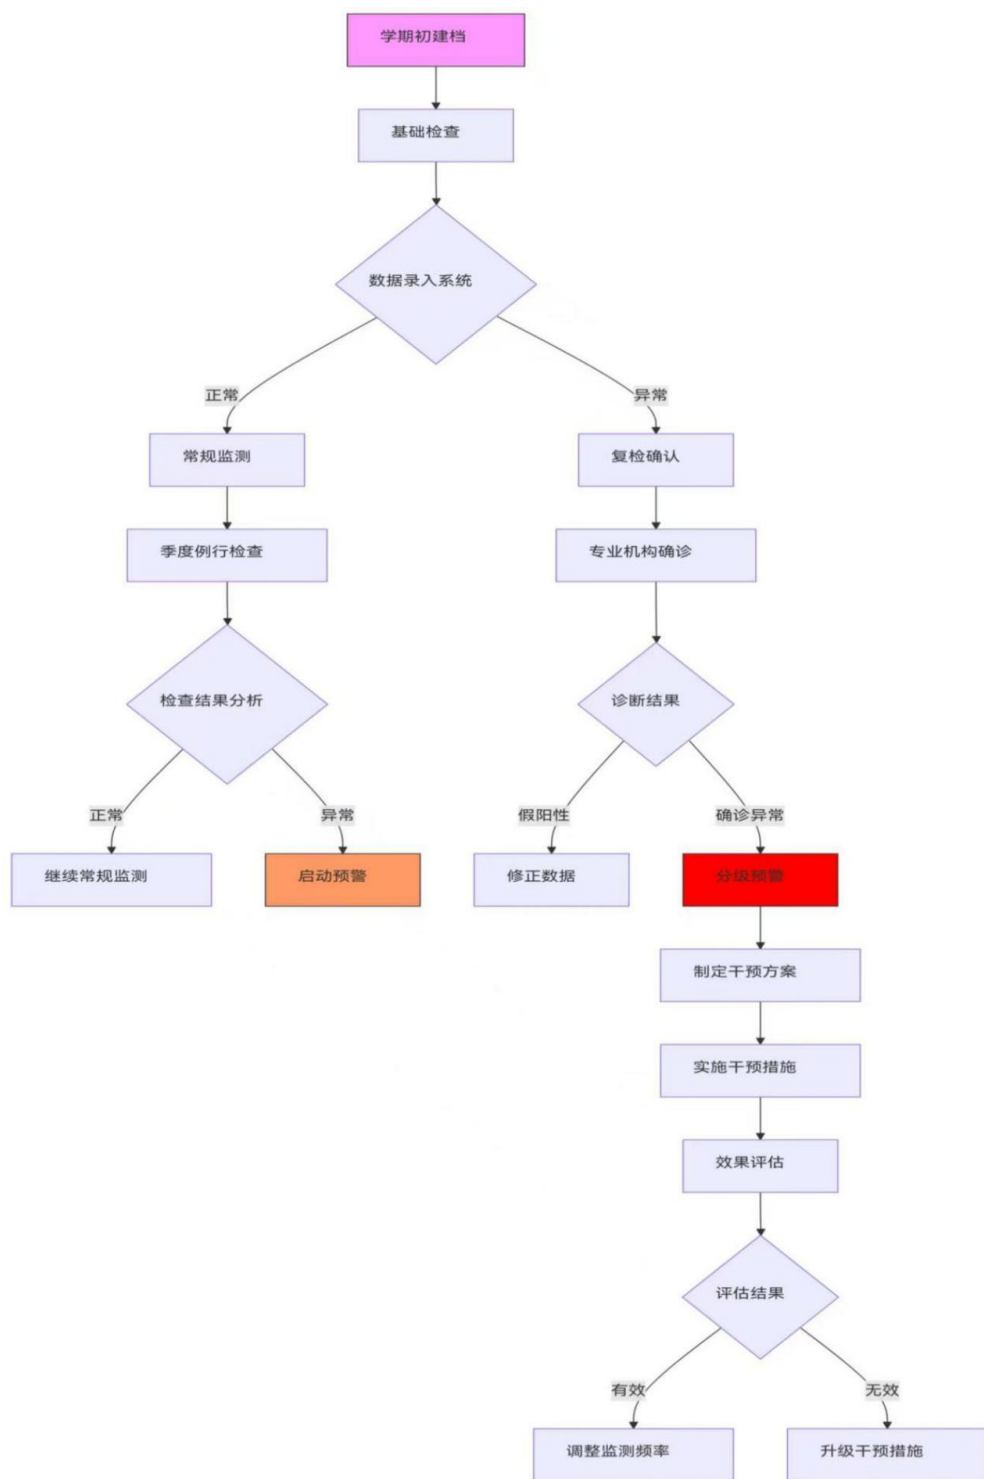 学期初建档
基础检查
数据录入系统
正常
异常
常规监测
复检确认
季度例行检查
专业机构确诊
检查结果分析
诊断结果
正常
异常
假阳性
确诊异常
继续常规监测
启动预警
修正数据
分级预警
制定干预方案
实施干预措施
效果评估
评估结果
有效
无效
调整监测频率
升级干预措施